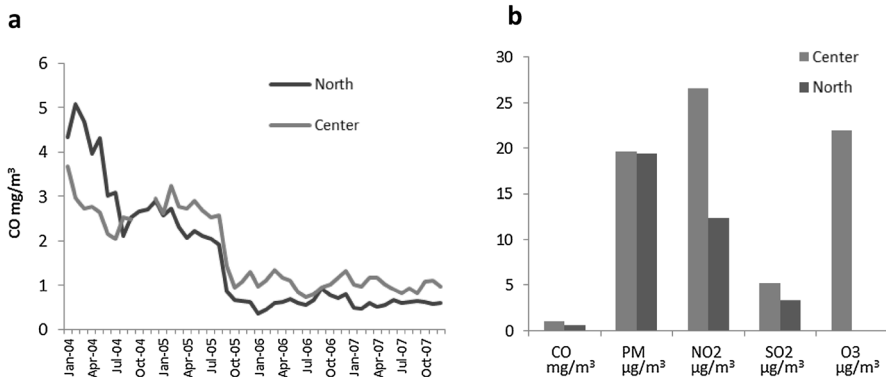 a
CO mg/m³
6
5
4
3
2
1
0
North
Center
Jan-04
Apr-04
Jul-04
Oct-04
Jan-05
Apr-05
Jul-05
Oct-05
Jan-06
Apr-06
Jul-06
Oct-06
Jan-07
Apr-07
Jul-07
Oct-07
b
30
25
20
15
10
5
0
Center
North
CO
mg/m³
PM
µg/m³
NO2
µg/m³
SO2
µg/m³
O3
µg/m³